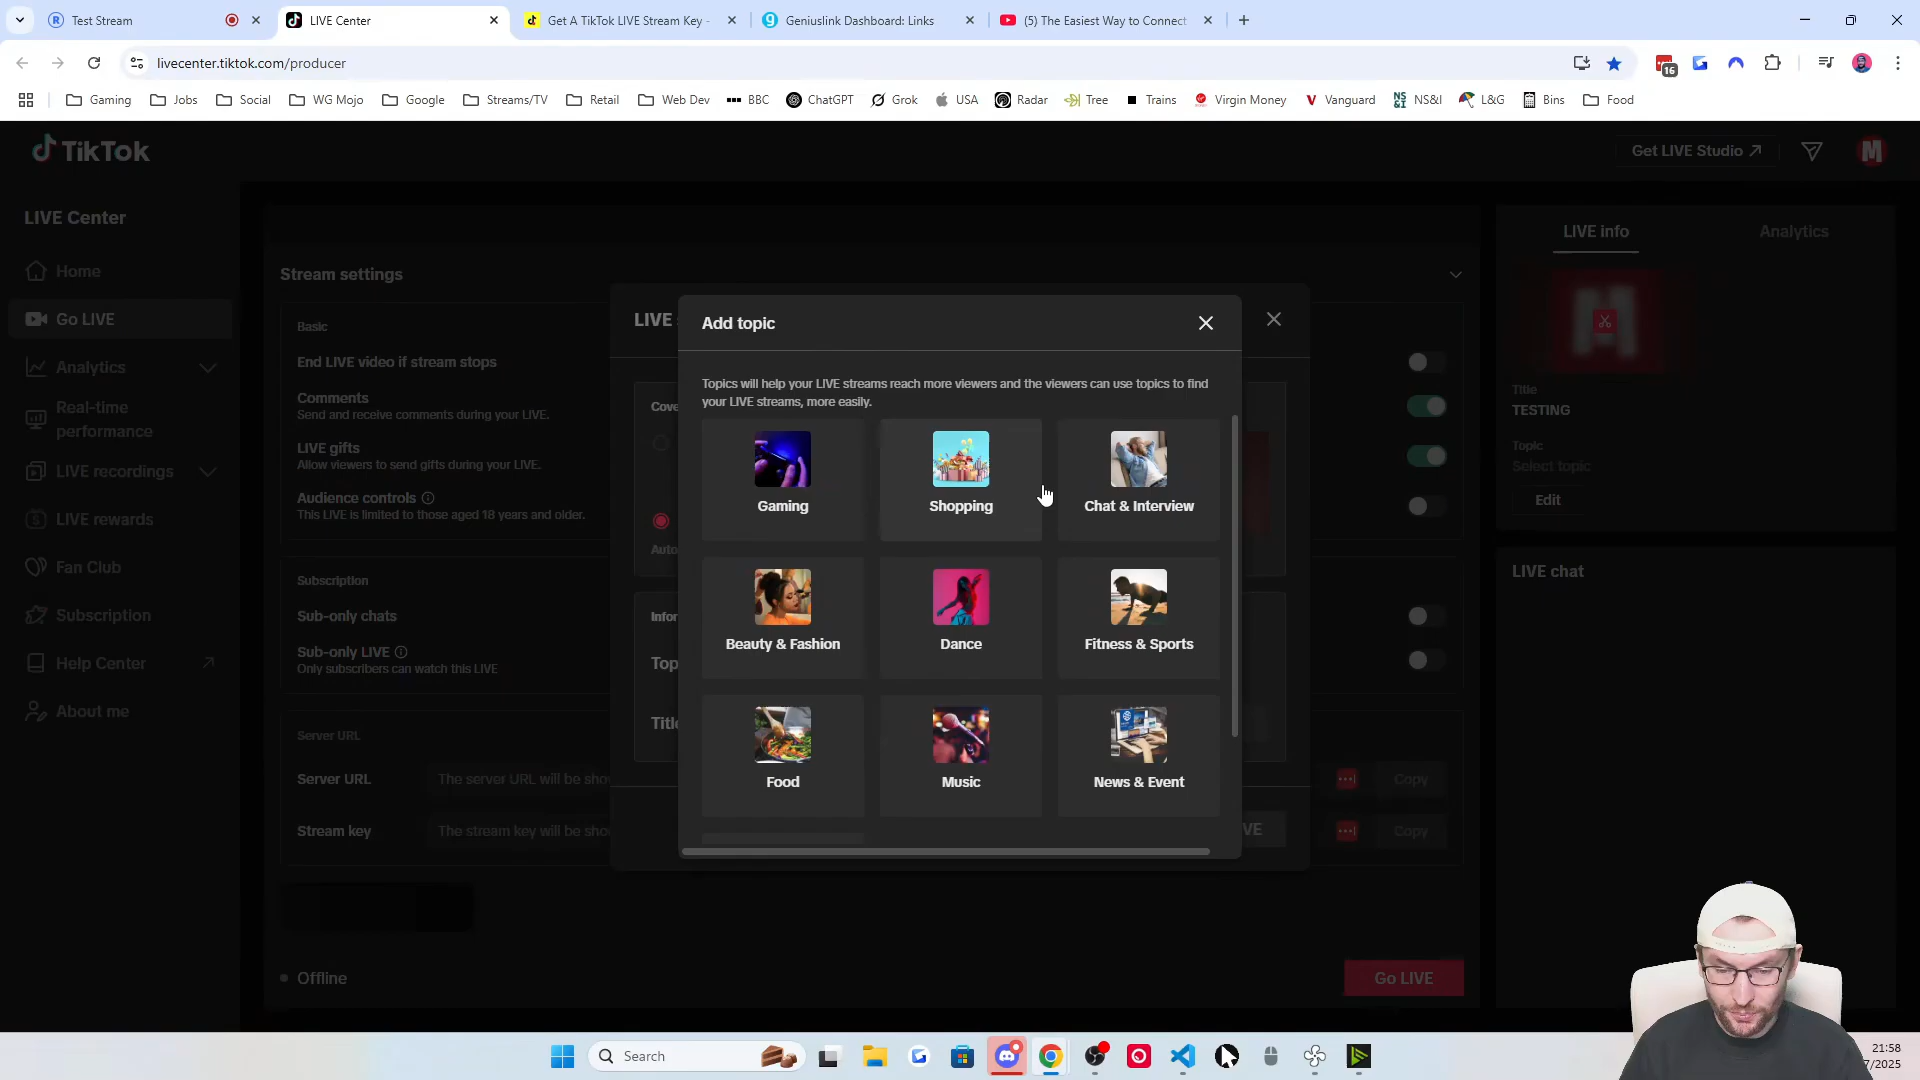 Test Stream
LIVE Center
Get A TikTok LIVE Stream Key -
Geniuslink Dashboard: Links
(5) The Easiest Way to Connect
livecenter.tiktok.com/producer
16
Gaming
Jobs
Social
WG Mojo
Google
Streams/TV
Retail
Web Dev
BBC
ChatGPT
Grok
USA
Radar
Tree
Trains
Virgin Money
Vanguard
NS&I
L&G
Bins
Food
TikTok
Get LIVE Studio
M
LIVE Center
Home
Go LIVE
Analytics
Real-time
performance
LIVE recordings
LIVE rewards
Fan Club
Subscription
Help Center
About me
Stream settings
Basic
End LIVE video if stream stops
Comments
Send and receive comments during your LIVE.
LIVE gifts
Allow viewers to send gifts during your LIVE.
Audience controls
This LIVE is limited to those aged 18 years and older.
Subscription
Sub-only chats
Sub-only LIVE
Only subscribers can watch this LIVE
Server URL
Server URL
The server URL will be sho
Copy
Stream key
The stream key will be sho
Copy
Offline
Go LIVE
LIVE
Cove
Auto
Infor
Top
Title
VE
Add topic
Topics will help your LIVE streams reach more viewers and the viewers can use topics to find
your LIVE streams, more easily.
Gaming
Shopping
Chat & Interview
Beauty & Fashion
Dance
Fitness & Sports
Food
Music
News & Event
LIVE info
Analytics
Title
TESTING
Topic
Select topic
Edit
LIVE chat
Search
21:58
7/2025